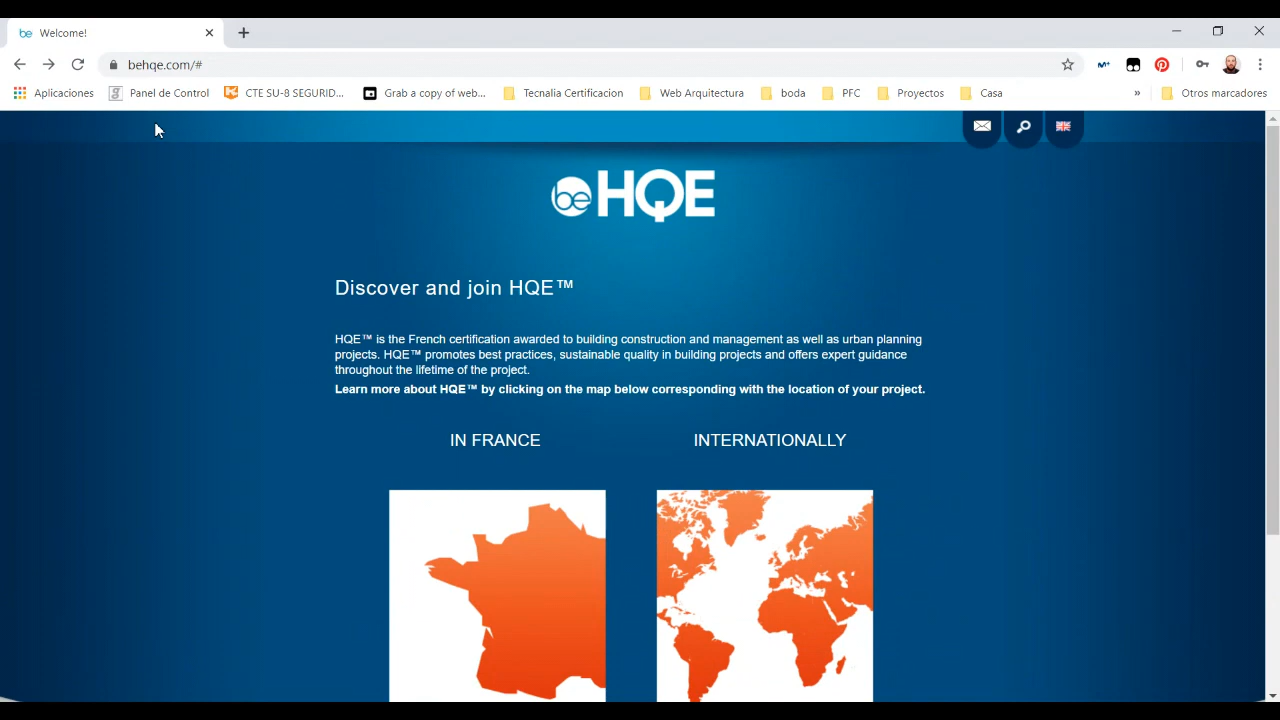 be Welcome!
behqe.com/#
Aplicaciones
Panel de Control
CTE SU-8 SEGURID...
Grab a copy of web...
Tecnalia Certificacion
Web Arquitectura
boda
PFC
Proyectos
Casa
»
Otros marcadores
be HQE
Discover and join HQE™
HQE™ is the French certification awarded to building construction and management as well as urban planning
projects. HQE™ promotes best practices, sustainable quality in building projects and offers expert guidance
throughout the lifetime of the project.
Learn more about HQE™ by clicking on the map below corresponding with the location of your project.
IN FRANCE
INTERNATIONALLY